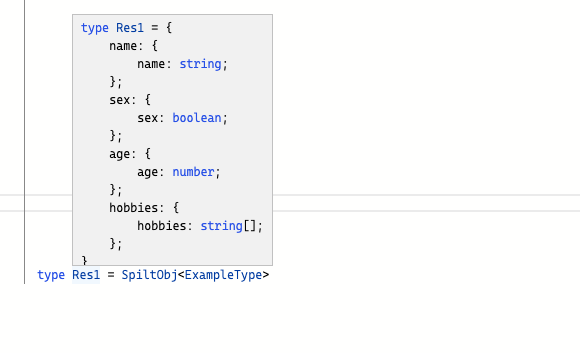 type Res1 = {
    name: {
        name: string;
    };
    sex: {
        sex: boolean;
    };
    age: {
        age: number;
    };
    hobbies: {
        hobbies: string[];
    };
}
type Res1 = SpiltObj<ExampleType>